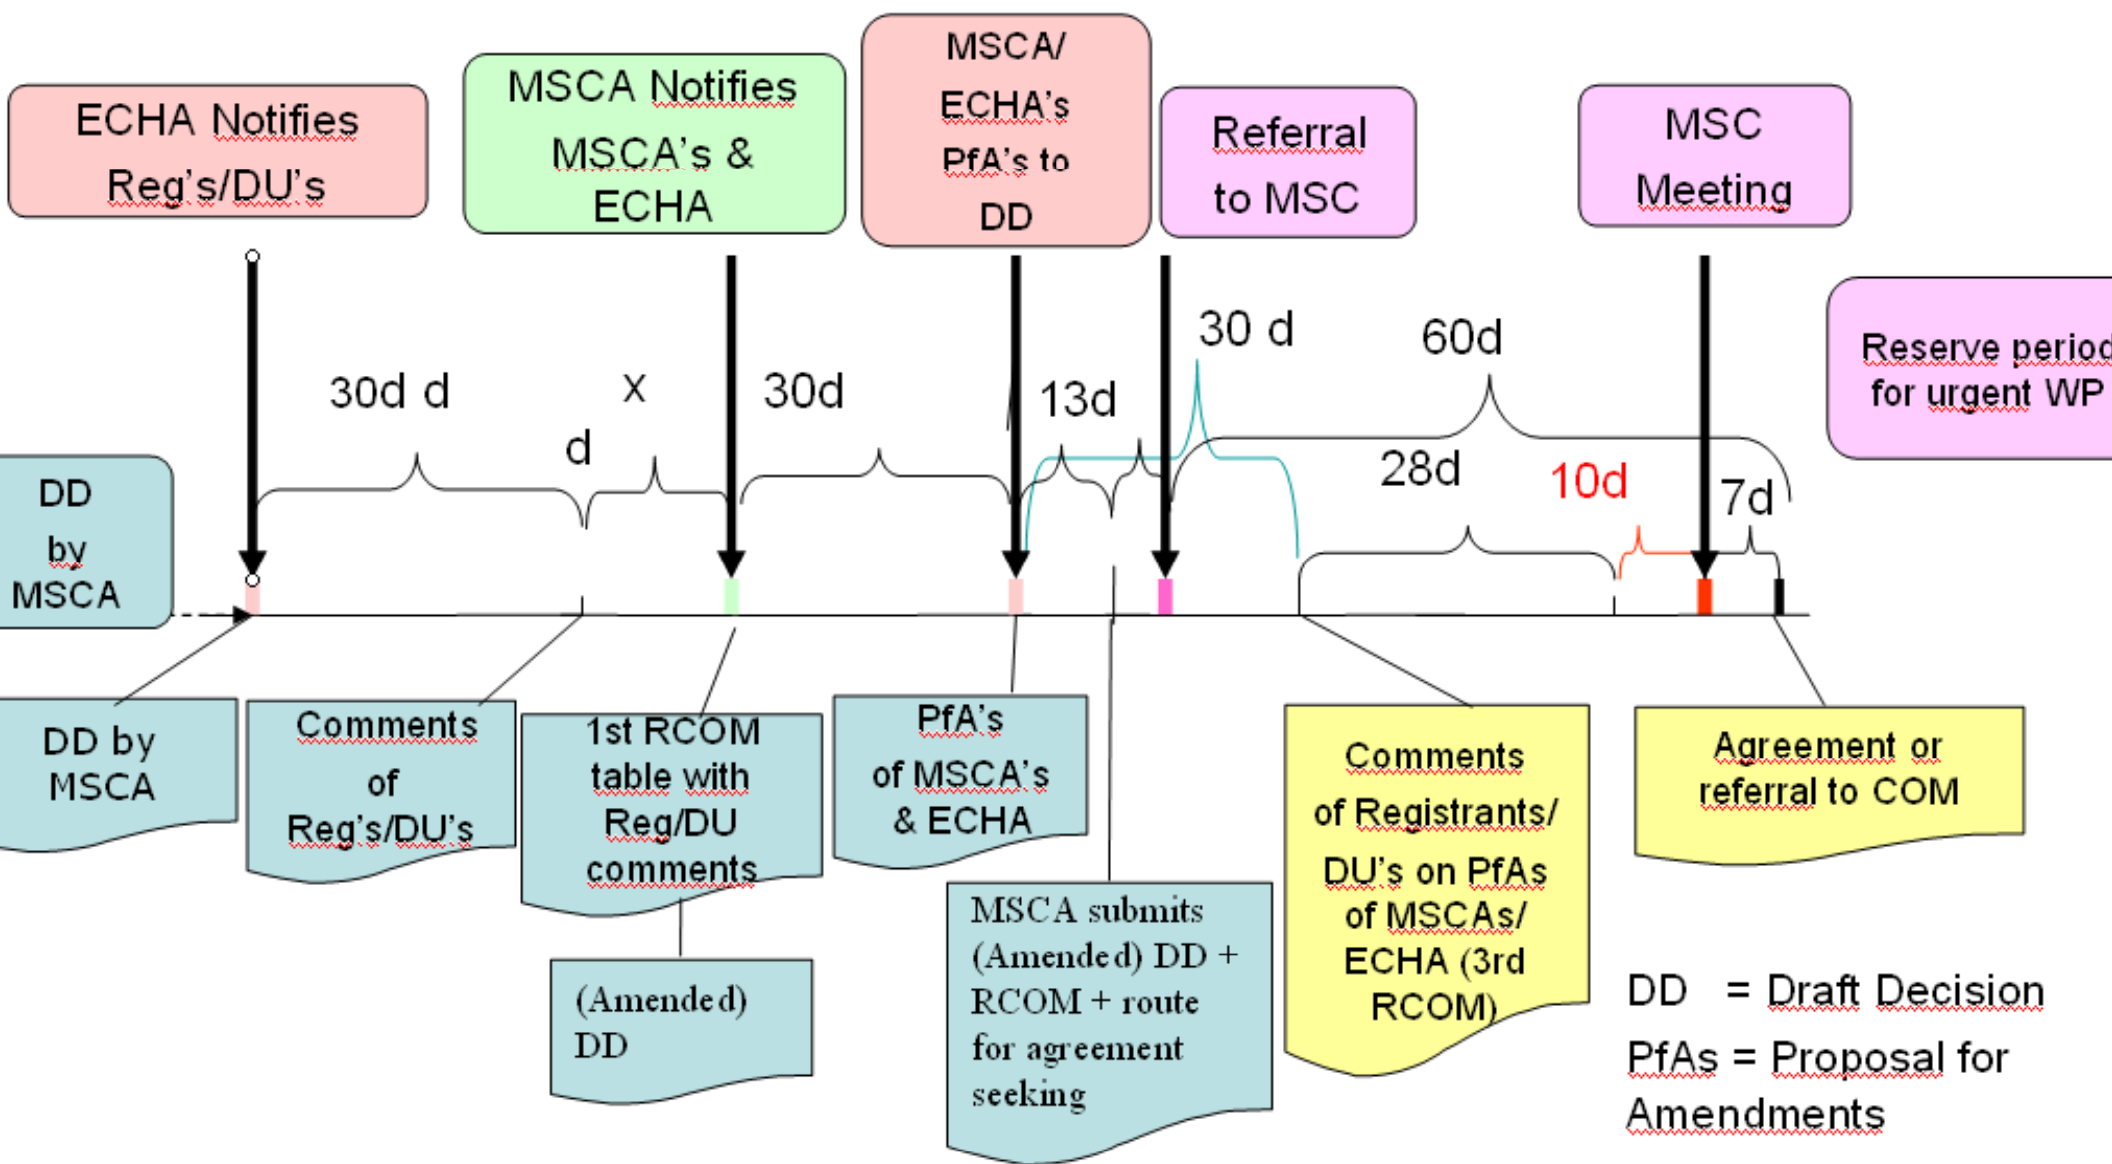 ECHA Notifies
Reg's/DU's
MSCA Notifies
MSCA's &
ECHA
MSCA/
ECHA's
PfA's to
DD
Referral
to MSC
MSC
Meeting
Reserve period
for urgent WP
30d d
x
d
30d
13d
30 d
60d
28d
10d
7d
DD
by
MSCA
DD by
MSCA
Comments
of
Reg's/DU's
1st RCOM
table with
Reg/DU
comments
(Amended)
DD
PfA's
of MSCA's
& ECHA
MSCA submits
(Amended) DD +
RCOM + route
for agreement
seeking
Comments
of Registrants/
DU's on PfAs
of MSCAs/
ECHA (3rd
RCOM)
Agreement or
referral to COM
DD = Draft Decision
PfAs = Proposal for
Amendments